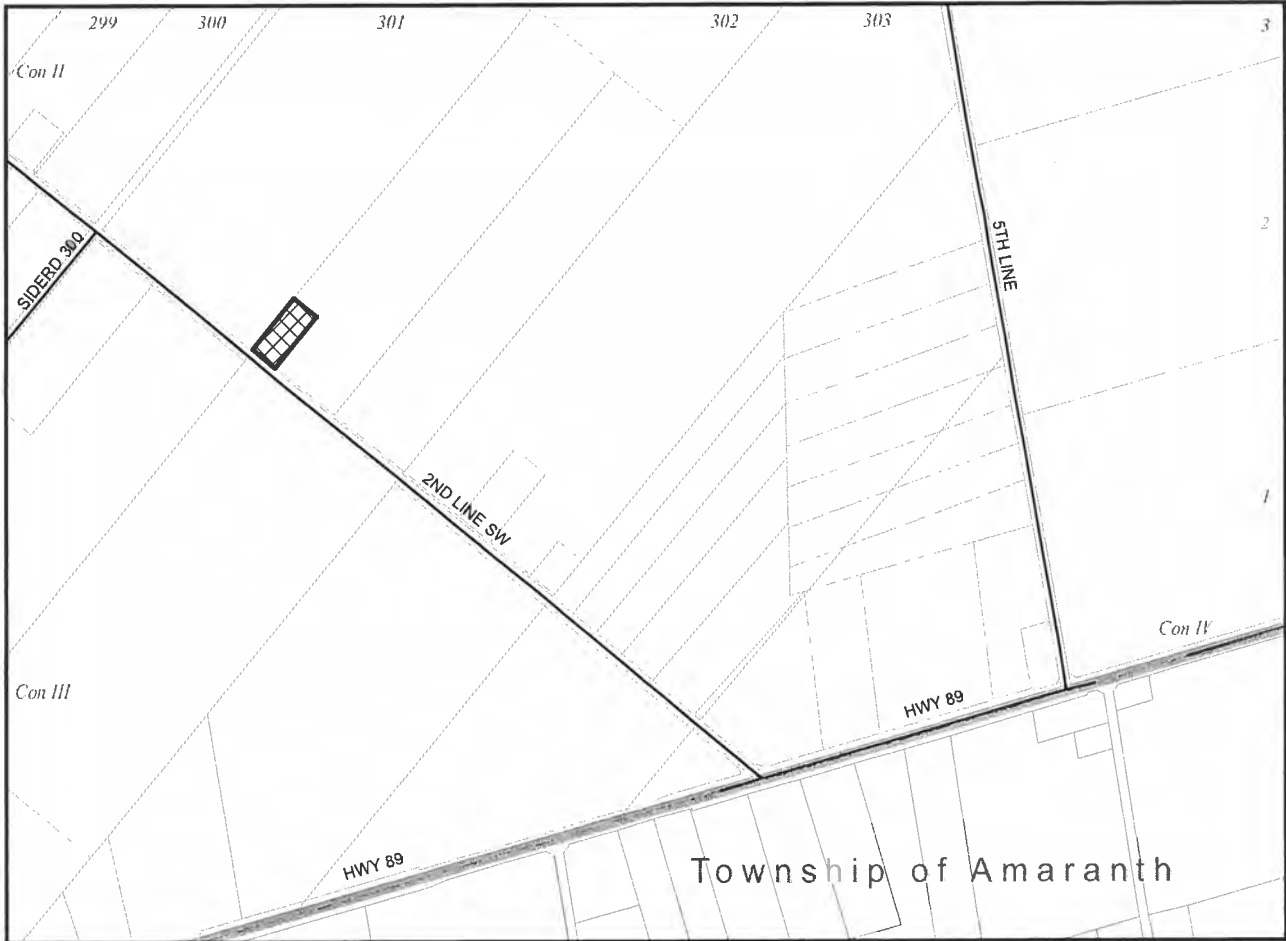 299 300 301 302 303 3
Con II
SIDERD 300
5TH LINE
2
2ND LINE SW
1
Con IV
Con III
HWY 89
HWY 89
Township of Amaranth